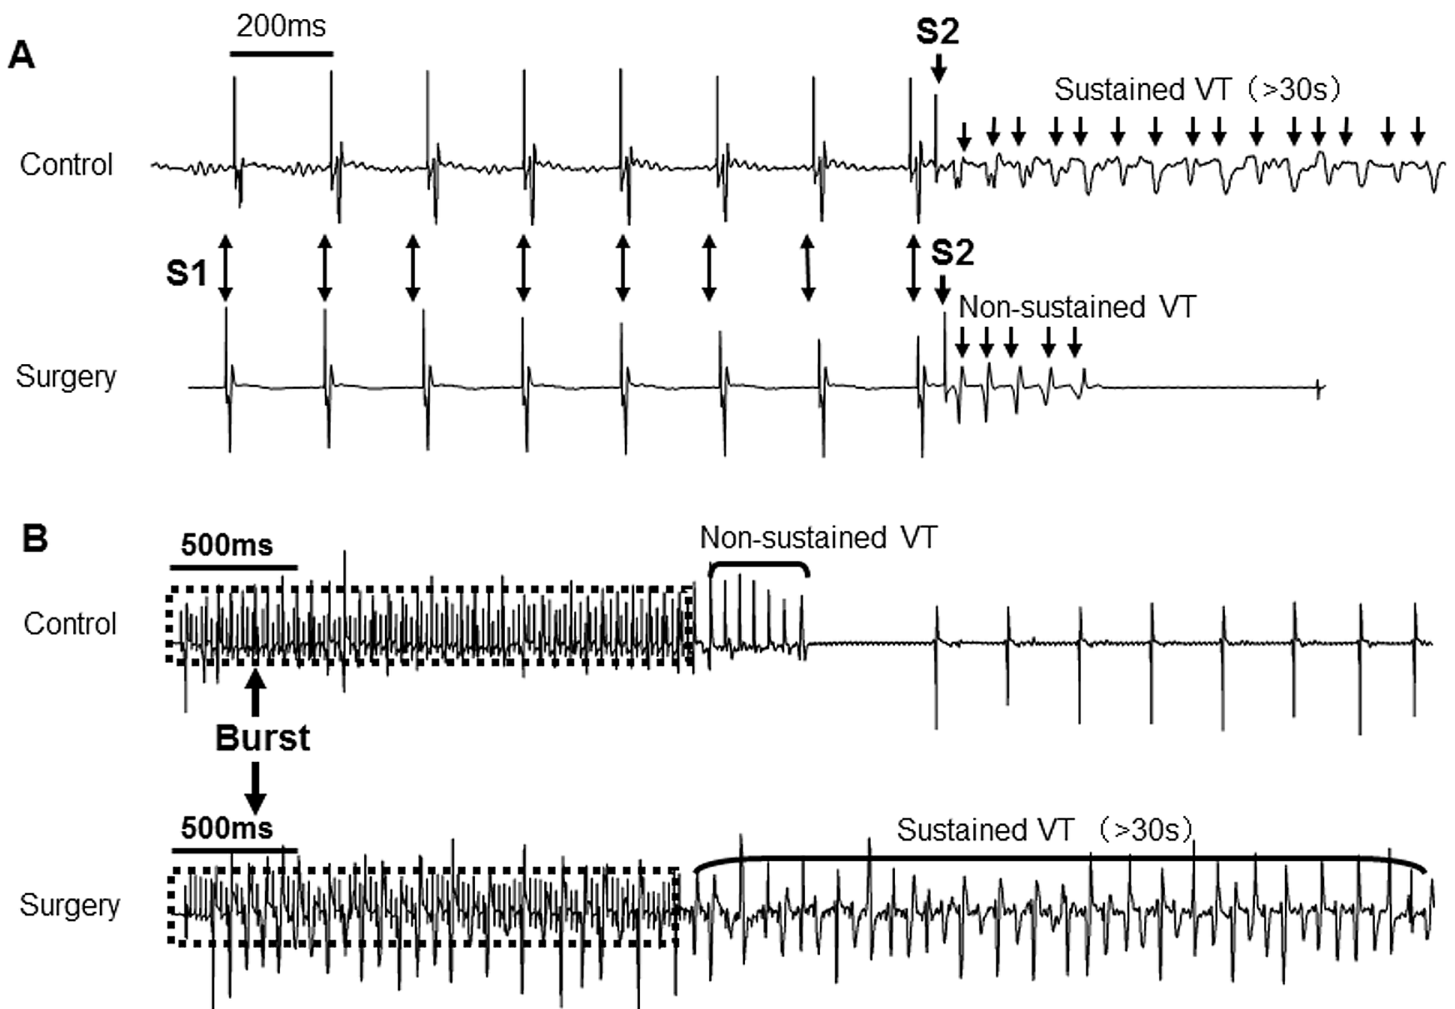 A
200ms
S2
Sustained VT （>30s）
Control
S1
S2
Non-sustained VT
Surgery
B
500ms
Non-sustained VT
Control
Burst
500ms
Sustained VT （>30s）
Surgery